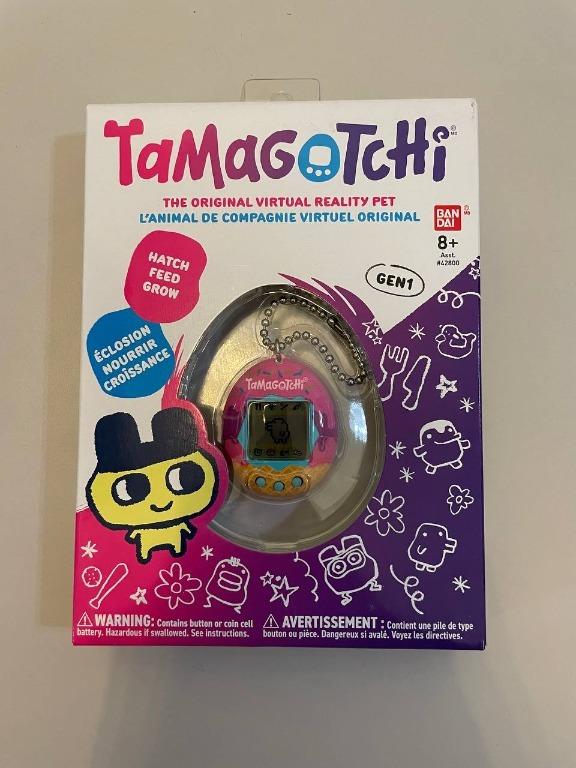 TaMaGoTCHi
THE ORIGINAL VIRTUAL REALITY PET
L'ANIMAL DE COMPAGNIE VIRTUEL ORIGINAL
BAN
DAI
8+
Asst.
#42800
GEN1
HATCH
FEED
GROW
ÉCLOSION
NOURRIR
CROÎSSANCE
TaMaGoTCHi
⚠ WARNING: Contains button or coin cell
battery. Hazardous if swallowed. See instructions.
⚠ AVERTISSEMENT : Contient une pile de type
bouton ou pièce. Dangereux si avalé. Voyez les directives.